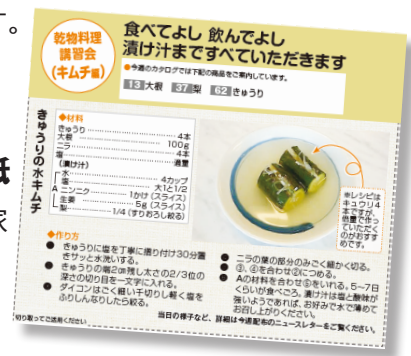 す。
紙
家
乾物料理
講習会
(キムチ編)
食べてよし 飲んでよし
漬け汁まですべていただきます
●今週のカタログでは下記の商品をご案内しています。
13 大根 37 梨 62 きゅうり
きゅうりの水キムチ
◆材料
きゅうり 4本
大根 100g
ニラ 4本
塩 適量
(漬け汁)
A
水 4カップ
塩 大1と1/2
ニンニク 1かけ(スライス)
生姜 5g(スライス)
梨 1/4(すりおろし絞る)
※レシピは
キュウリ4
本ですが、
倍量で作っ
ていただく
のがおすす
めです。
◆作り方
● きゅうりに塩を丁寧に擦り付け30分置
きサッと水洗いする。
● きゅうりの端2cm残し太さの2/3位の
深さの切り目を一文字に入れる。
● ダイコンはごく細い千切りし軽く塩を
ふりしんなりしたら絞る。
● ニラの葉の部分のみごく細かく切る。
● ③、④を合わせ②につめる。
● Aの材料を合わせ⑤をいれる。5~7日
くらいが食べごろ。漬け汁は塩と酸味が
強いようであれば、お好みで水で薄めて
お召し上がりください。
切り取ってご活用ください
当日の様子など、詳細は今週配布のニュースレターをご覧ください。